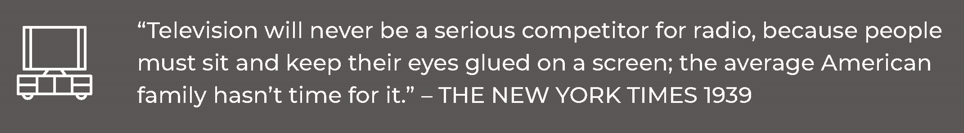 “Television will never be a serious competitor for radio, because people
must sit and keep their eyes glued on a screen; the average American
family hasn’t time for it.” – THE NEW YORK TIMES 1939